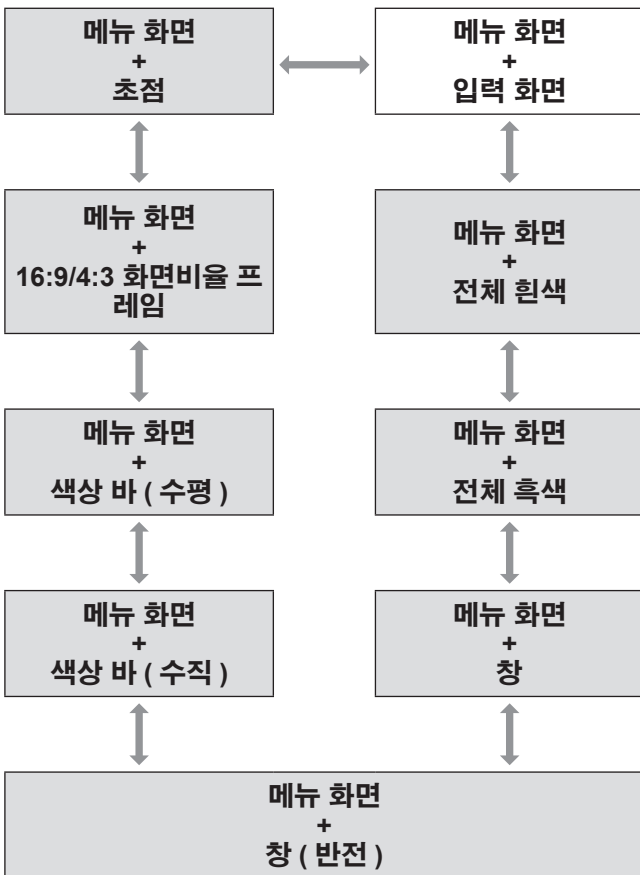 메뉴 화면
+
초점
메뉴 화면
+
입력 화면
메뉴 화면
+
16:9/4:3 화면비율 프
레임
메뉴 화면
+
전체 흰색
메뉴 화면
+
색상 바 ( 수평 )
메뉴 화면
+
전체 흑색
메뉴 화면
+
색상 바 ( 수직 )
메뉴 화면
+
창
메뉴 화면
+
창 ( 반전 )